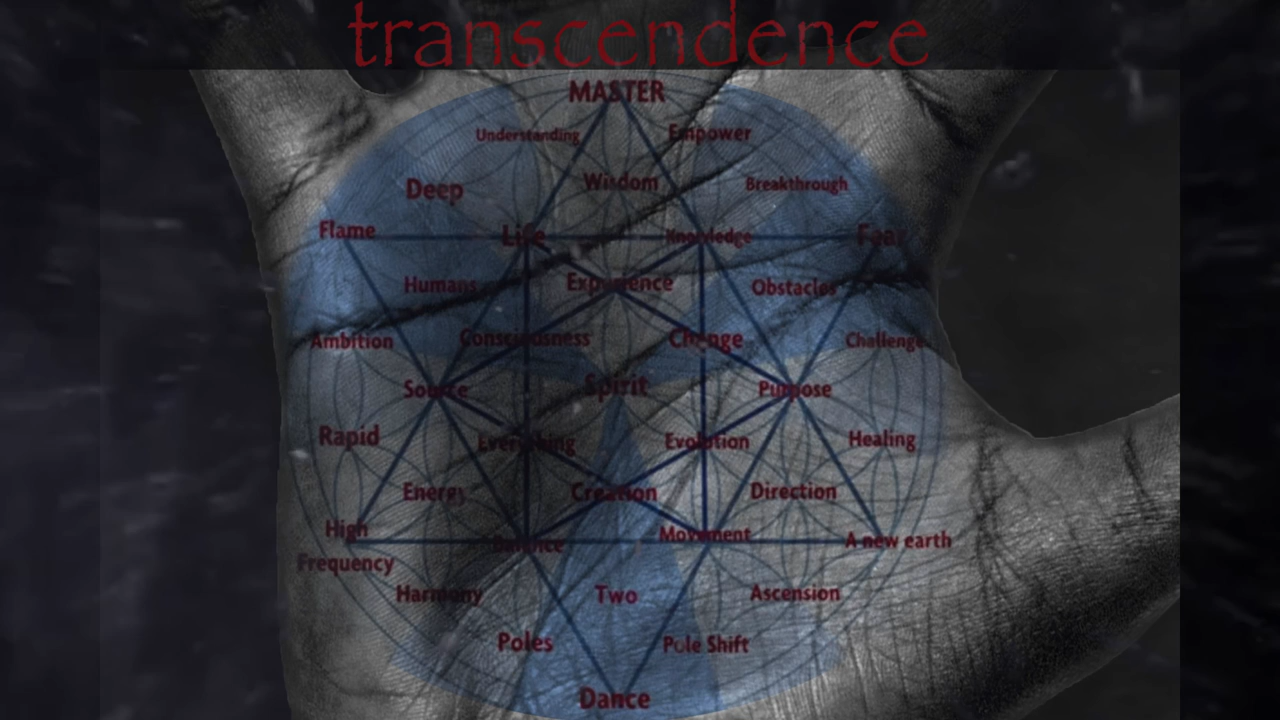 transcendence
MASTER
Understanding Empower
Deep Wisdom Breakthrough
Flame Life Knowledge Fear
Humans Experience Obstacles
Ambition Consciousness Change Challenge
Source Spirit Purpose
Rapid Everything Evolution Healing
Energy Creation Direction
High Balance Movement A new earth
Frequency
Harmony Two Ascension
Poles Pole Shift
Dance